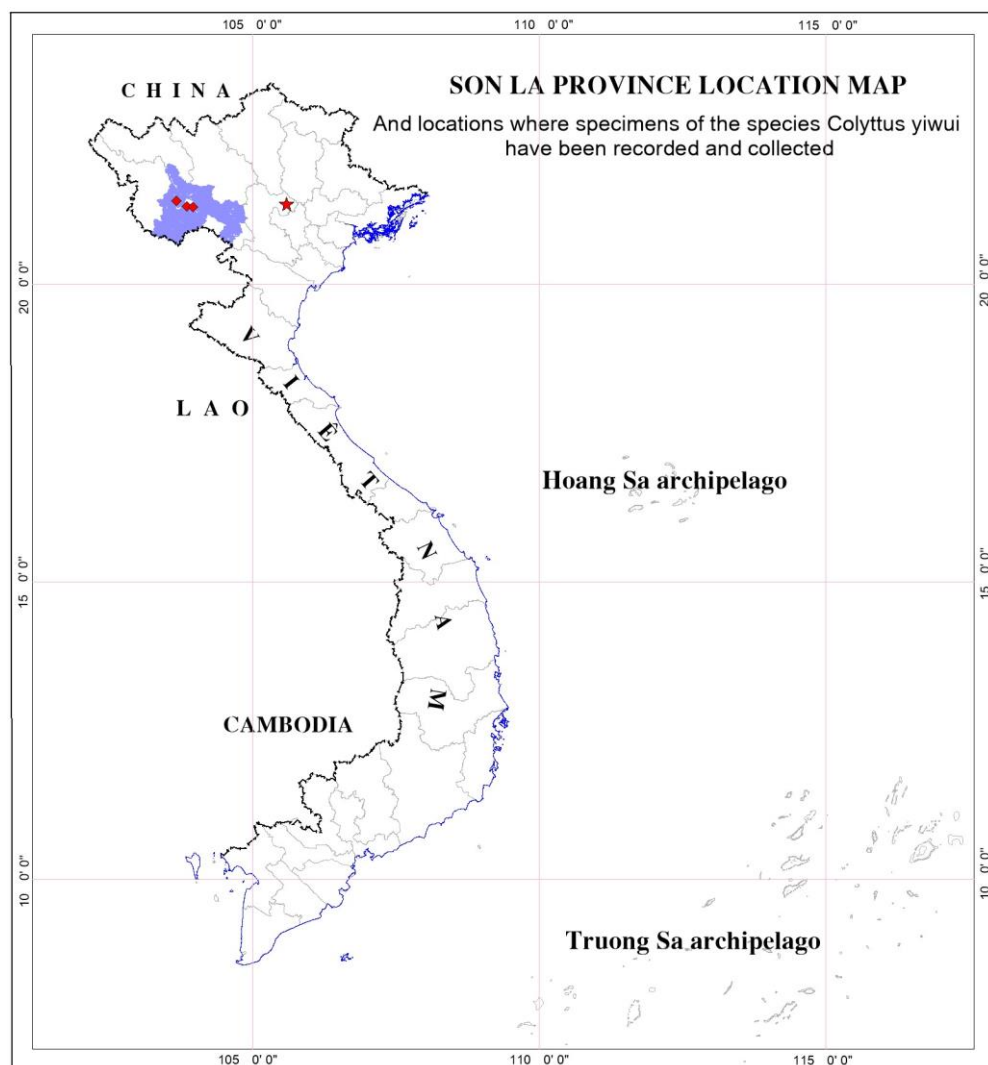 105 0' 0"
110 0' 0"
115 0' 0"
CHINA
SON LA PROVINCE LOCATION MAP
And locations where specimens of the species Colyttus yiwui
have been recorded and collected
20 0' 0"
20 0' 0"
VIÊTNAM
LAO
Hoang Sa archipelago
15 0' 0"
15 0' 0"
CAMBODIA
10 0' 0"
10 0' 0"
Truong Sa archipelago
105 0' 0"
110 0' 0"
115 0' 0"